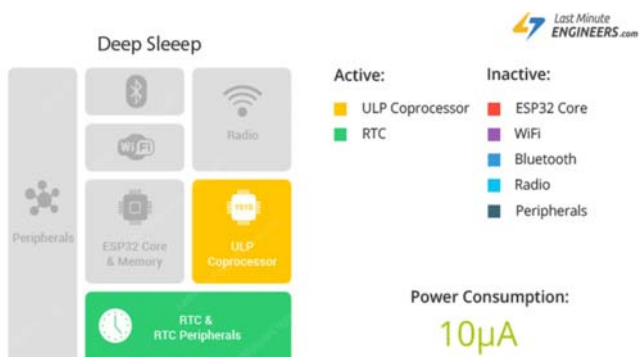 Deep Sleeep
Last Minute
ENGINEERS.com
WiFi
Radio
Peripherals
ESP32 Core
& Memory
1010
ULP
Coprocessor
RTC &
RTC Peripherals
Active:
ULP Coprocessor
RTC
Inactive:
ESP32 Core
WiFi
Bluetooth
Radio
Peripherals
Power Consumption:
10µA